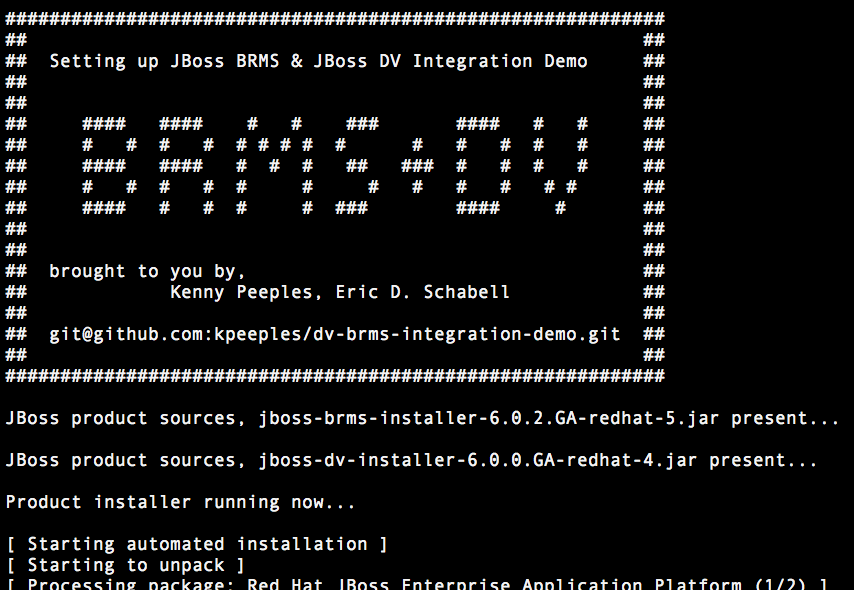 ############################################################
##                                                        ##
##  Setting up JBoss BRMS & JBoss DV Integration Demo     ##
##                                                        ##
##                                                        ##
##     ####   ####    #   #    ###       ####   #   #     ##
##     #   #  #   #  # # # #  #      #   #   #  #   #     ##
##     ####   ####   #  #  #   ##   ###  #   #  #   #     ##
##     #   #  #   # #     #     #   #   #   #   # #       ##
##     ####   #   # #     #  ###        ####     #        ##
##                                                        ##
##                                                        ##
##  brought to you by,                                    ##
##             Kenny Peeples, Eric D. Schabell            ##
##                                                        ##
##  git@github.com:kpeeples/dv-brms-integration-demo.git  ##
##                                                        ##
############################################################
JBoss product sources, jboss-brms-installer-6.0.2.GA-redhat-5.jar present...
JBoss product sources, jboss-dv-installer-6.0.0.GA-redhat-4.jar present...
Product installer running now...
[ Starting automated installation ]
[ Starting to unpack ]
[ Processing package: Red Hat JBoss Enterprise Application Platform (1/2) ]